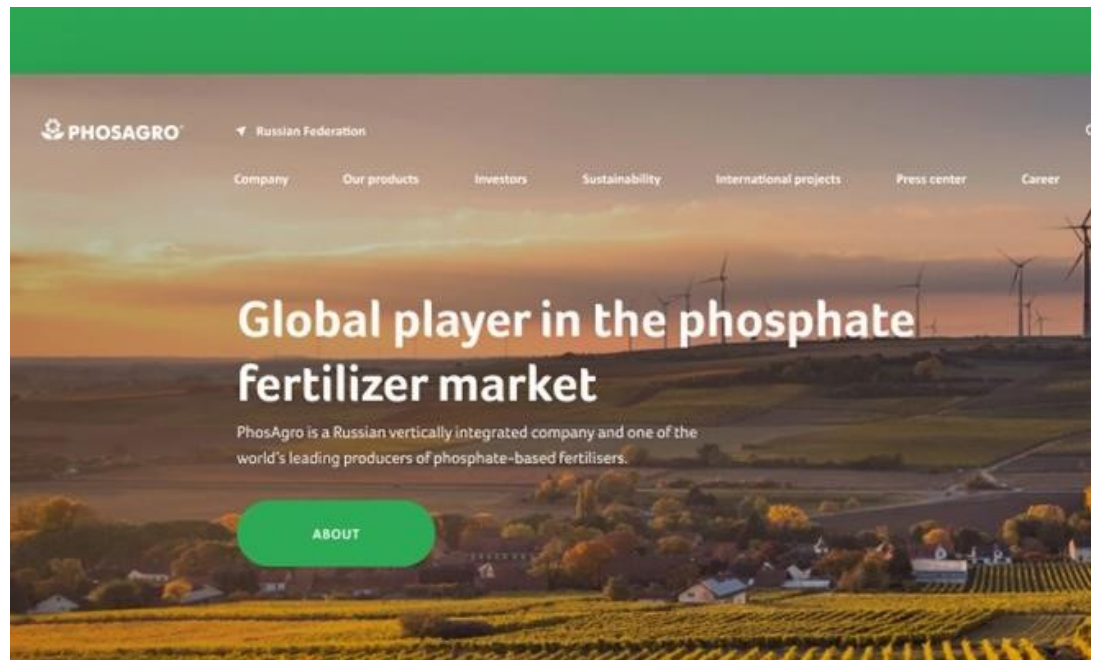 PHOSAGRO
Russian Federation
Company Our products Investors Sustainability International projects Press center Career
Global player in the phosphate
fertilizer market
PhosAgro is a Russian vertically integrated company and one of the
world's leading producers of phosphate-based fertilisers.
ABOUT